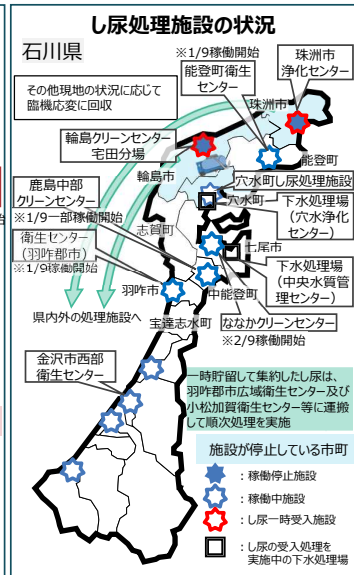 し尿処理施設の状況
石川県
※1/9稼働開始
能登町衛生
センター
珠洲市
浄化センター
その他現地の状況に応じて
臨機応変に回収
珠洲市
輪島クリーンセンター
宅田分場
能登町
輪島市
穴水町し尿処理施設
鹿島中部
クリーンセンター
※1/9一部稼働開始
穴水町
下水処理場
(穴水浄化
センター)
志賀町
衛生センター
(羽咋郡市)
※1/9稼働開始
七尾市
下水処理場
(中央水質管
理センター)
羽咋市
中能登町
県内外の処理施設へ
宝達志水町
ななかクリーンセンター
※2/9稼働開始
金沢市西部
衛生センター
一時貯留して集約したし尿は、
羽咋郡市広域衛生センター及び
小松加賀衛生センター等に運搬
して順次処理を実施
施設が停止している市町
:稼働停止施設
:稼働中施設
:し尿一時受入施設
:し尿の受入処理を
実施中の下水処理場